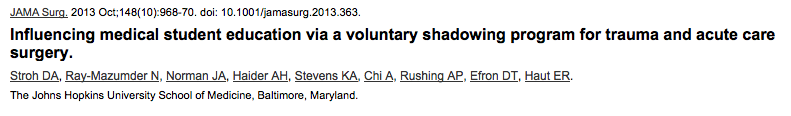 JAMA Surg. 2013 Oct;148(10):968-70. doi: 10.1001/jamasurg.2013.363.
Influencing medical student education via a voluntary shadowing program for trauma and acute care
surgery.
Stroh DA, Ray-Mazumder N, Norman JA, Haider AH, Stevens KA, Chi A, Rushing AP, Efron DT, Haut ER.
The Johns Hopkins University School of Medicine, Baltimore, Maryland.